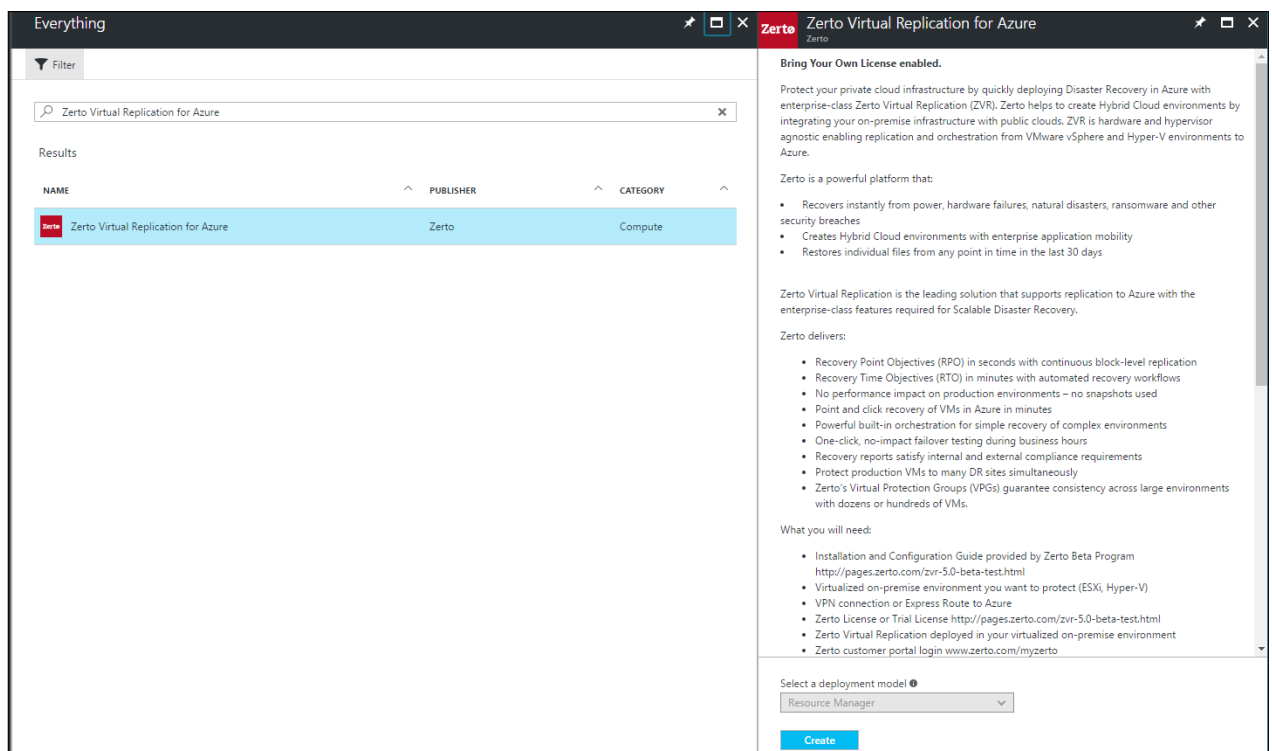 Everything
Filter
Zerto Virtual Replication for Azure
Results
NAME PUBLISHER CATEGORY
Zerto Zerto Virtual Replication for Azure Zerto Compute
Zerto Zerto Virtual Replication for Azure
Zerto
Bring Your Own License enabled.
Protect your private cloud infrastructure by quickly deploying Disaster Recovery in Azure with
enterprise-class Zerto Virtual Replication (ZVR). Zerto helps to create Hybrid Cloud environments by
integrating your on-premise infrastructure with public clouds. ZVR is hardware and hypervisor
agnostic enabling replication and orchestration from VMware vSphere and Hyper-V environments to
Azure.
Zerto is a powerful platform that:
• Recovers instantly from power, hardware failures, natural disasters, ransomware and other
security breaches
• Creates Hybrid Cloud environments with enterprise application mobility
• Restores individual files from any point in time in the last 30 days
Zerto Virtual Replication is the leading solution that supports replication to Azure with the
enterprise-class features required for Scalable Disaster Recovery.
Zerto delivers:
• Recovery Point Objectives (RPO) in seconds with continuous block-level replication
• Recovery Time Objectives (RTO) in minutes with automated recovery workflows
• No performance impact on production environments – no snapshots used
• Point and click recovery of VMs in Azure in minutes
• Powerful built-in orchestration for simple recovery of complex environments
• One-click, no-impact failover testing during business hours
• Recovery reports satisfy internal and external compliance requirements
• Protect production VMs to many DR sites simultaneously
• Zerto's Virtual Protection Groups (VPGs) guarantee consistency across large environments
with dozens or hundreds of VMs.
What you will need:
• Installation and Configuration Guide provided by Zerto Beta Program
http://pages.zerto.com/zvr-5.0-beta-test.html
• Virtualized on-premise environment you want to protect (ESXi, Hyper-V)
• VPN connection or Express Route to Azure
• Zerto License or Trial License http://pages.zerto.com/zvr-5.0-beta-test.html
• Zerto Virtual Replication deployed in your virtualized on-premise environment
• Zerto customer portal login www.zerto.com/myzerto
Select a deployment model
Resource Manager
Create